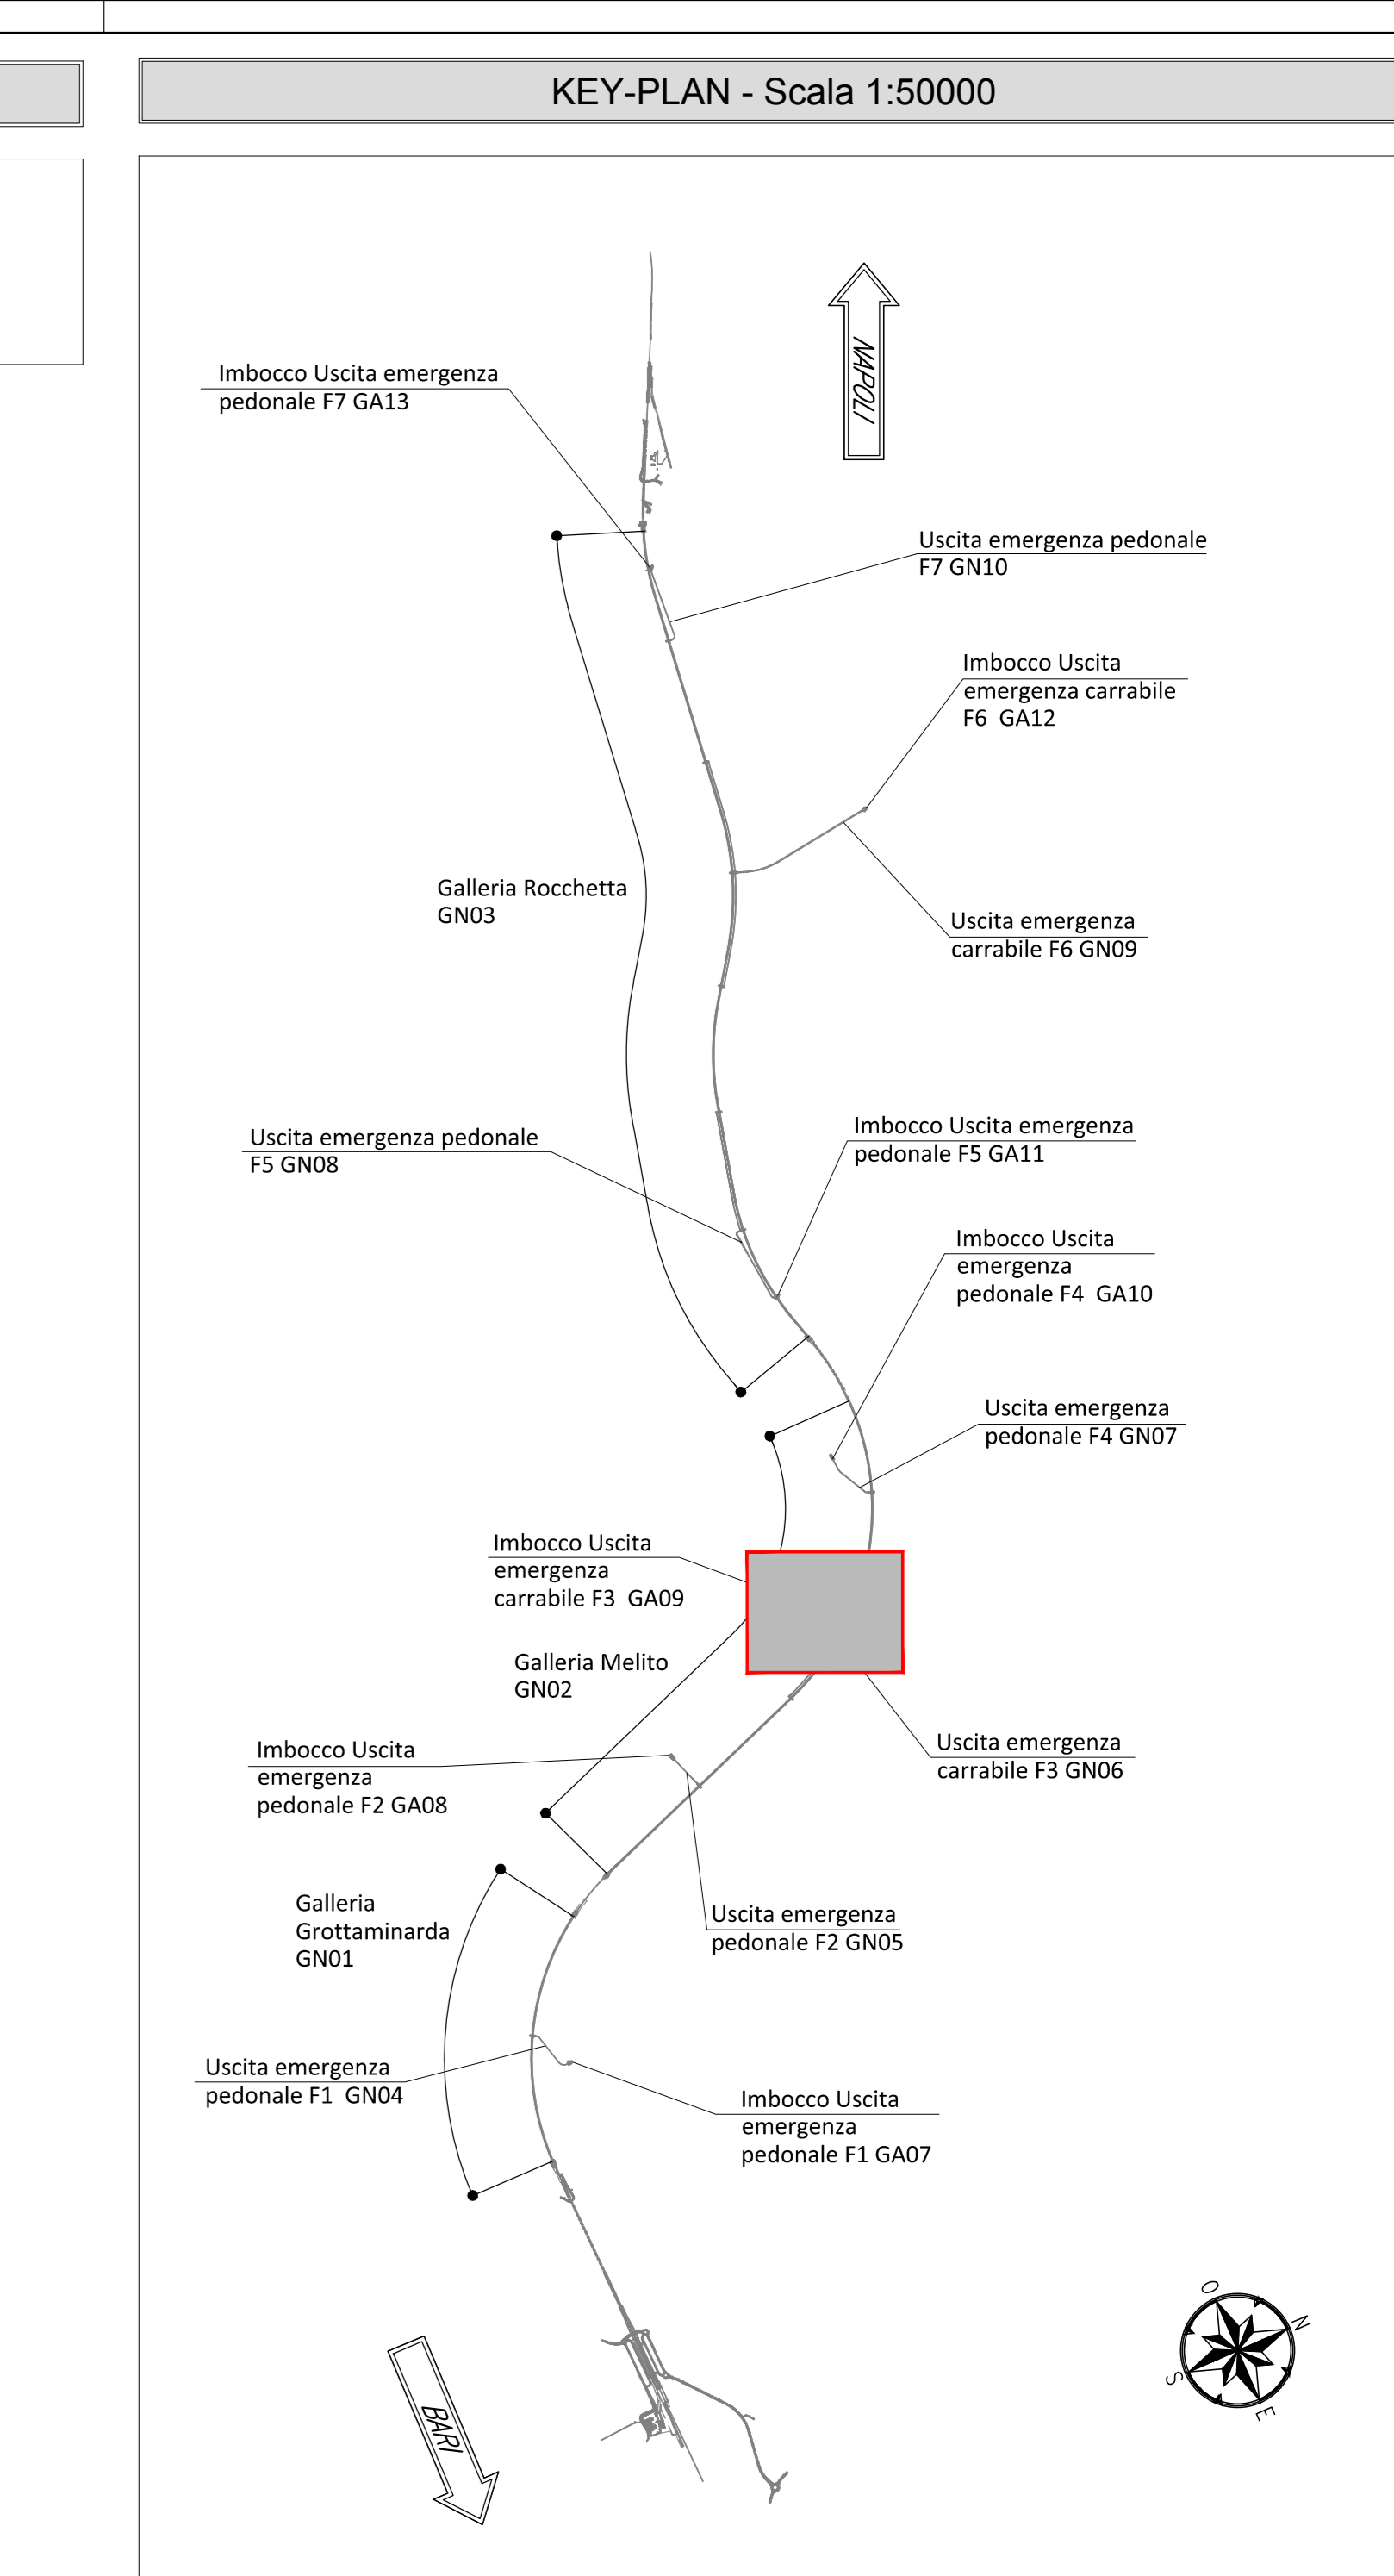 KEY-PLAN - Scala 1:50000
NAPOLI
Imbocco Uscita emergenza
pedonale F7 GA13
Uscita emergenza pedonale
F7 GN10
Imbocco Uscita
emergenza carrabile
F6 GA12
Galleria Rocchetta
GN03
Uscita emergenza
carrabile F6 GN09
Imbocco Uscita emergenza
pedonale F5 GA11
Uscita emergenza pedonale
F5 GN08
Imbocco Uscita
emergenza
pedonale F4 GA10
Uscita emergenza
pedonale F4 GN07
Imbocco Uscita
emergenza
carrabile F3 GA09
Galleria Melito
GN02
Uscita emergenza
carrabile F3 GN06
Imbocco Uscita
emergenza
pedonale F2 GA08
Galleria
Grottaminarda
GN01
Uscita emergenza
pedonale F2 GN05
Uscita emergenza
pedonale F1 GN04
Imbocco Uscita
emergenza
pedonale F1 GA07
O
N
S
E
BARI